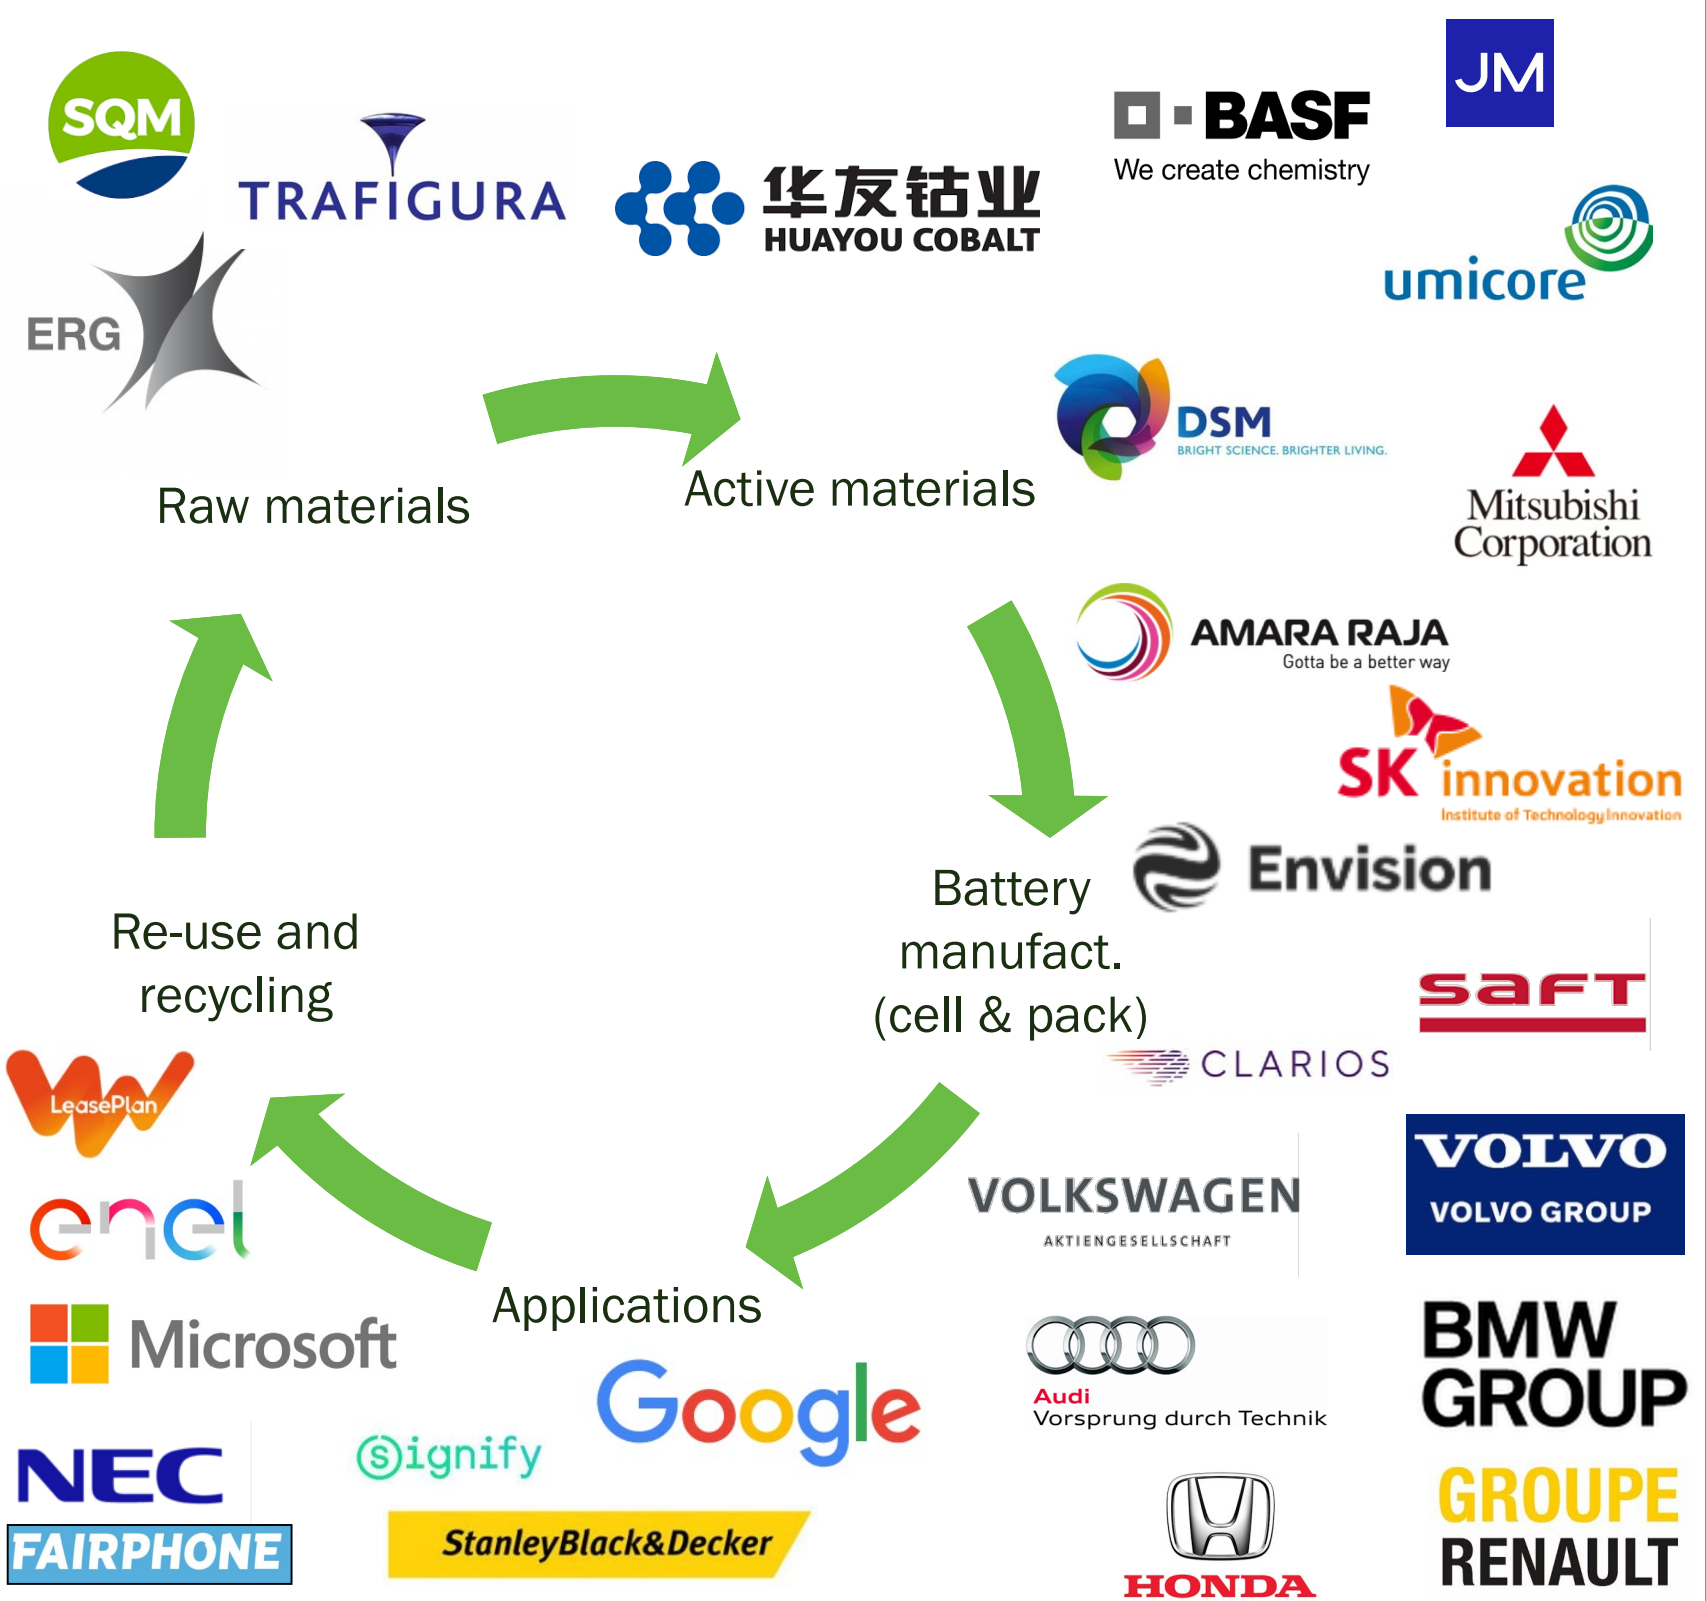 SQM
TRAFIGURA
ERG
华友钴业
HUAYOU COBALT
BASF
We create chemistry
JM
umicore
DSM
BRIGHT SCIENCE. BRIGHTER LIVING.
Mitsubishi
Corporation
Raw materials
Active materials
AMARA RAJA
Gotta be a better way
SK innovation
Institute of Technology Innovation
Envision
Battery
manufact.
(cell & pack)
SAFT
CLARIOS
Re-use and
recycling
LeasePlan
enel
Microsoft
NEC
FAIRPHONE
Applications
Google
Signify
StanleyBlack&Decker
VOLKSWAGEN
AKTIENGESELLSCHAFT
VOLVO
VOLVO GROUP
Audi
Vorsprung durch Technik
BMW
GROUP
HONDA
GROUPE
RENAULT